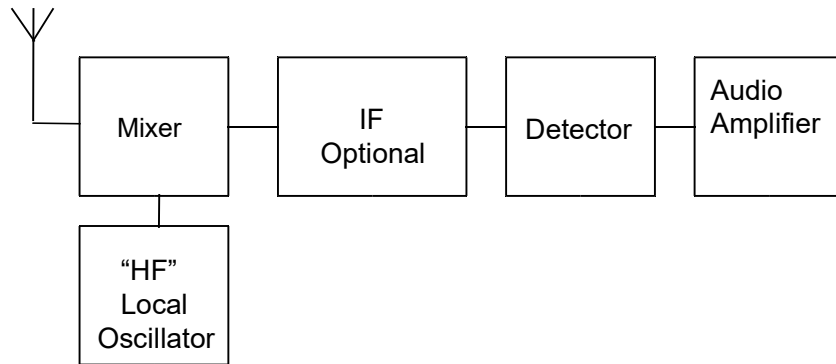 Mixer
IF
Optional
Detector
Audio
Amplifier
“HF”
Local
Oscillator